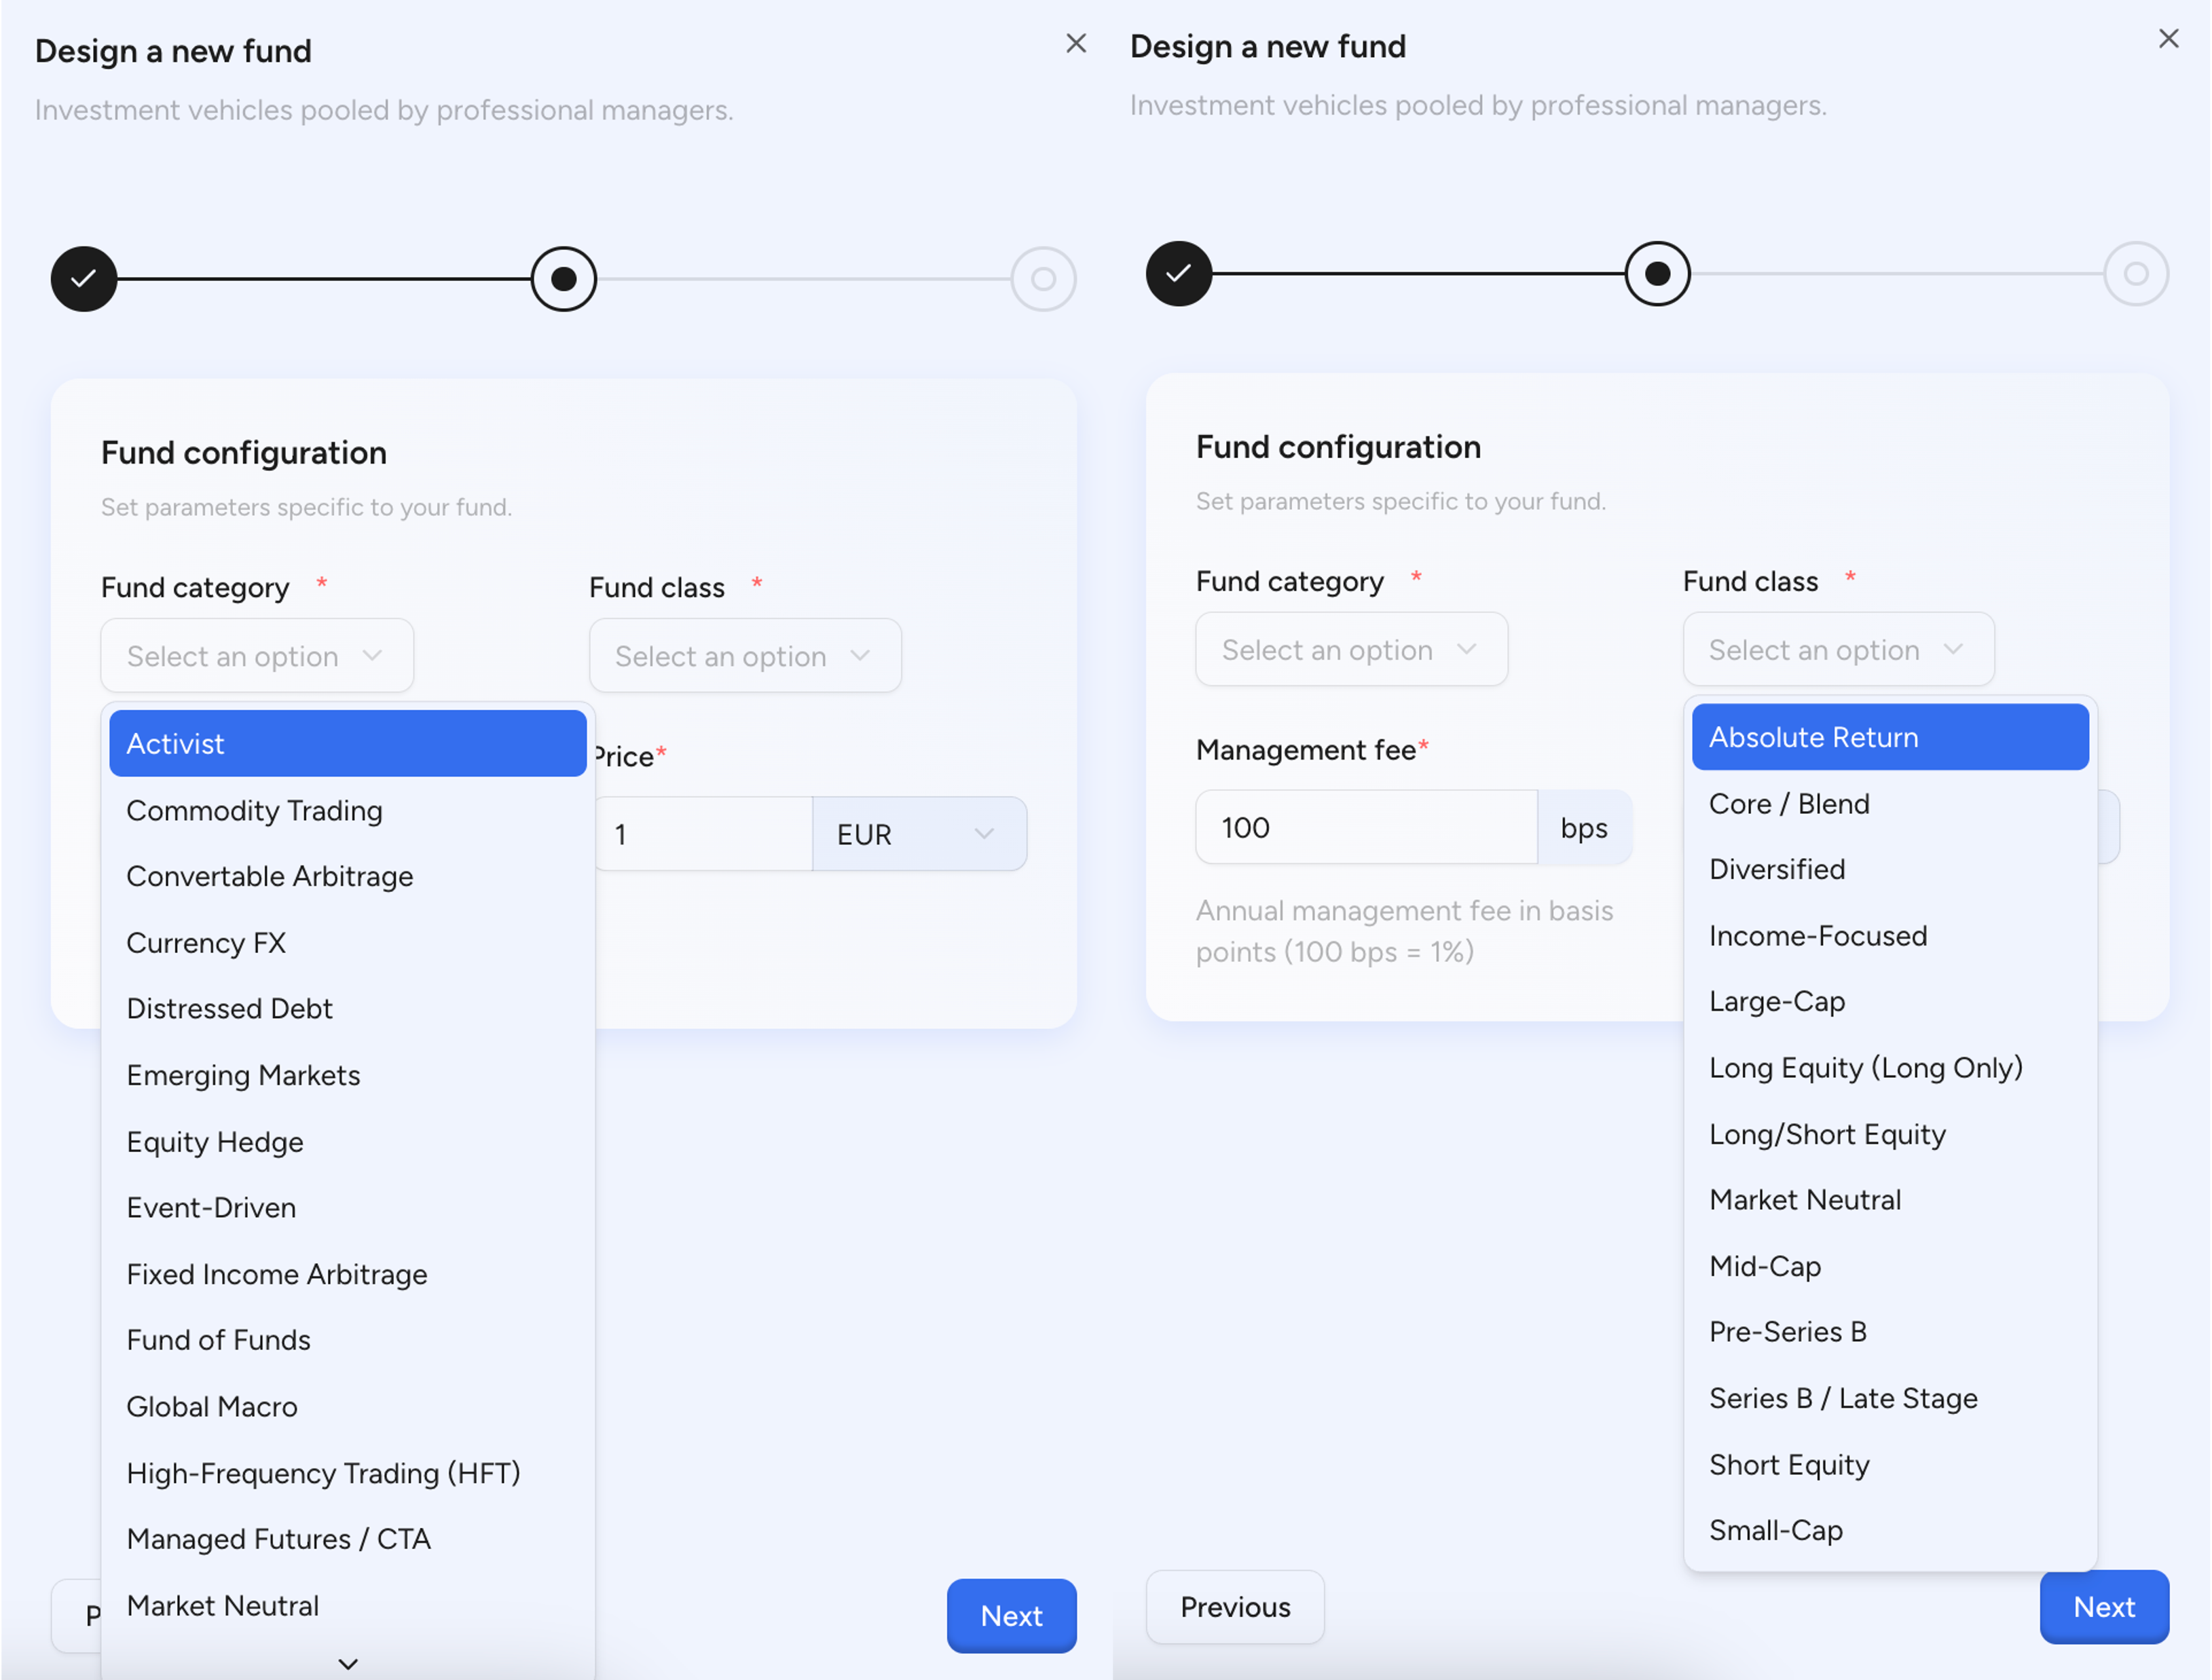 Design a new fund
Investment vehicles pooled by professional managers.
Fund configuration
Set parameters specific to your fund.
Fund category *
Fund class *
Select an option
Select an option
Activist
Commodity Trading
Convertable Arbitrage
Currency FX
Distressed Debt
Emerging Markets
Equity Hedge
Event-Driven
Fixed Income Arbitrage
Fund of Funds
Global Macro
High-Frequency Trading (HFT)
Managed Futures / CTA
Market Neutral
Price*
1
EUR
P
Next
Design a new fund
Investment vehicles pooled by professional managers.
Fund configuration
Set parameters specific to your fund.
Fund category *
Fund class *
Select an option
Select an option
Management fee*
100
bps
Annual management fee in basis
points (100 bps = 1%)
Absolute Return
Core / Blend
Diversified
Income-Focused
Large-Cap
Long Equity (Long Only)
Long/Short Equity
Market Neutral
Mid-Cap
Pre-Series B
Series B / Late Stage
Short Equity
Small-Cap
Previous
Next